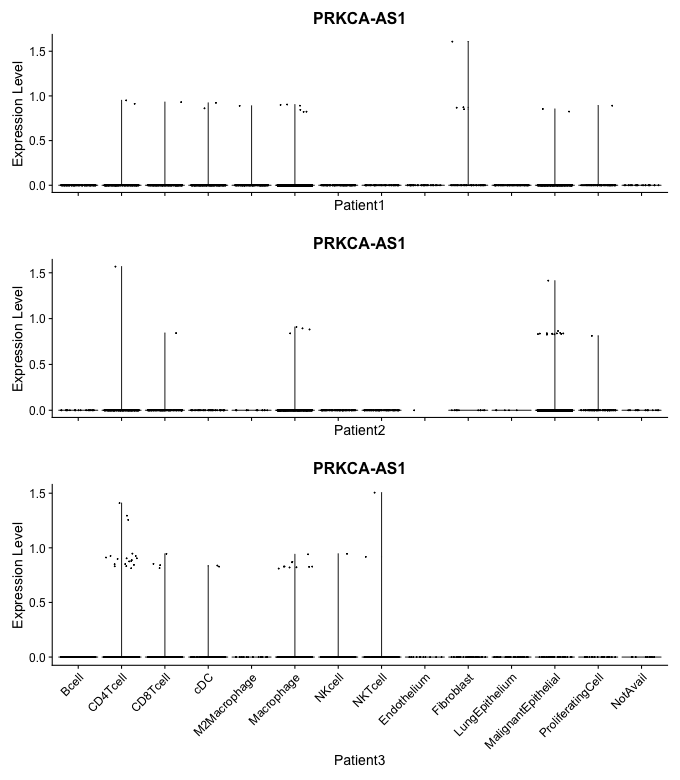 PRKCA-AS1
Expression Level
1.5
1.0
0.5
0.0
Patient1
PRKCA-AS1
Expression Level
1.5
1.0
0.5
0.0
Patient2
PRKCA-AS1
Expression Level
1.5
1.0
0.5
0.0
Bcell
CD4Tcell
CD8Tcell
cDC
M2Macrophage
Macrophage
NKcell
NKTcell
Endothelium
Fibroblast
LungEpithelium
MalignantEpithelial
ProliferatingCell
NotAvail
Patient3